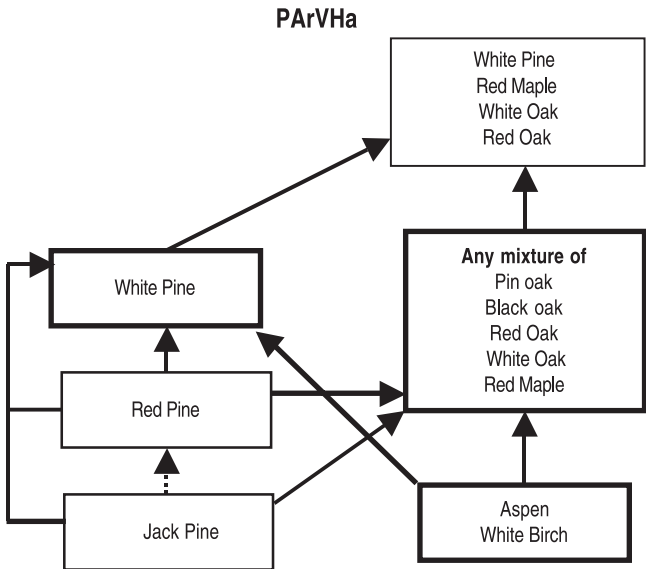 PArVHa
White Pine
Red Maple
White Oak
Red Oak
White Pine
Any mixture of
Pin oak
Black oak
Red Oak
White Oak
Red Maple
Red Pine
Jack Pine
Aspen
White Birch